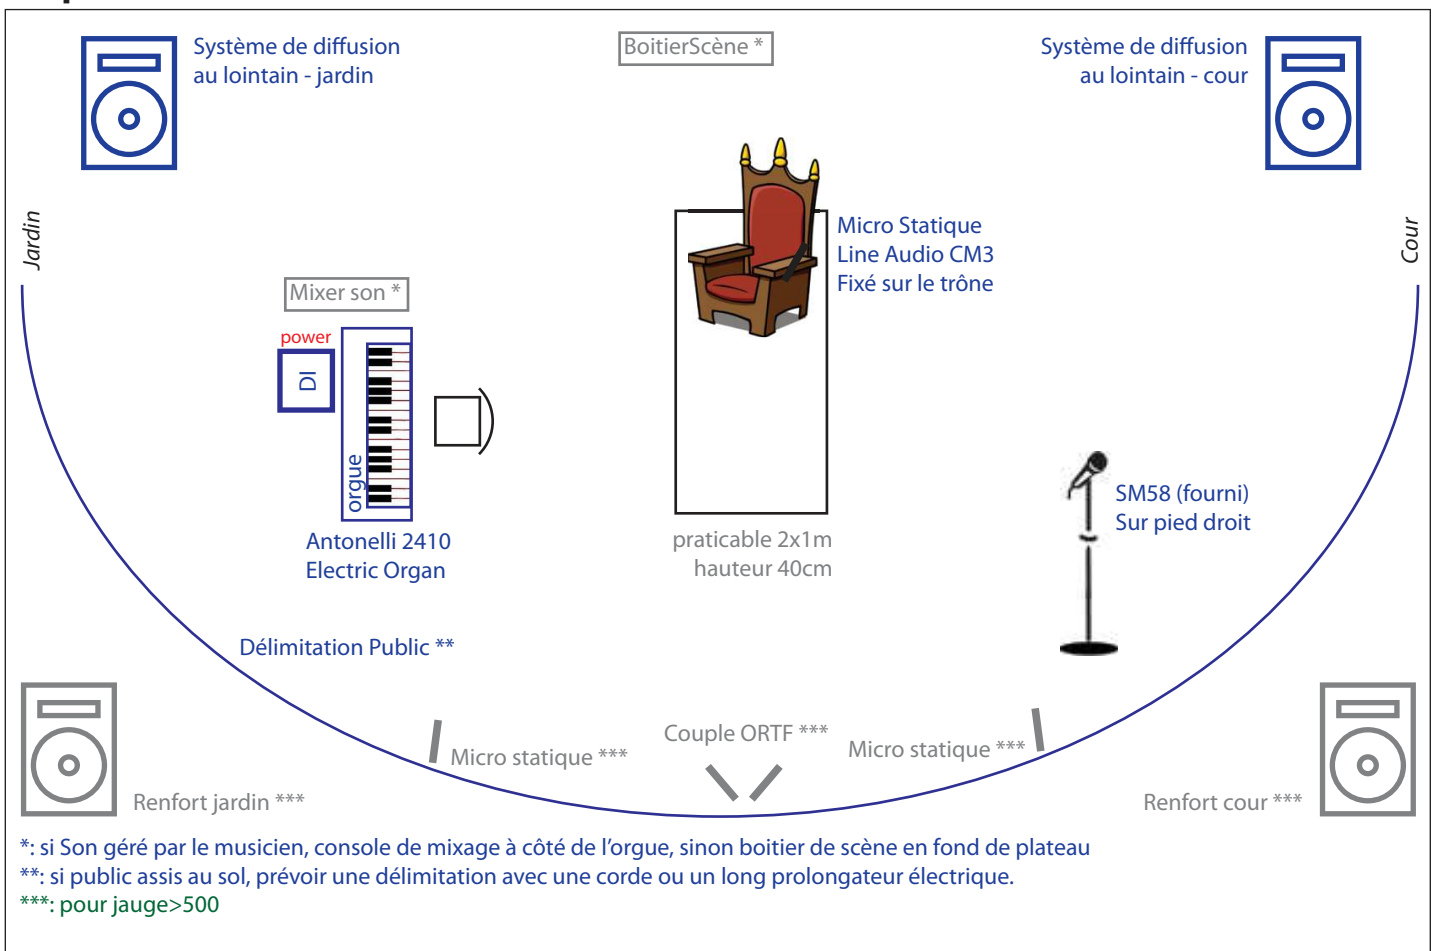 Système de diffusion
au lointain - jardin
BoitierScène *
Système de diffusion
au lointain - cour
Jardin
Cour
Micro Statique
Line Audio CM3
Fixé sur le trône
Mixer son *
power
DI
orgue
Antonelli 2410
Electric Organ
praticable 2x1m
hauteur 40cm
SM58 (fourni)
Sur pied droit
Délimitation Public **
Micro statique ***
Couple ORTF ***
Micro statique ***
Renfort jardin ***
Renfort cour ***
*: si Son géré par le musicien, console de mixage à côté de l’orgue, sinon boitier de scène en fond de plateau
**: si public assis au sol, prévoir une délimitation avec une corde ou un long prolongateur électrique.
***: pour jauge>500